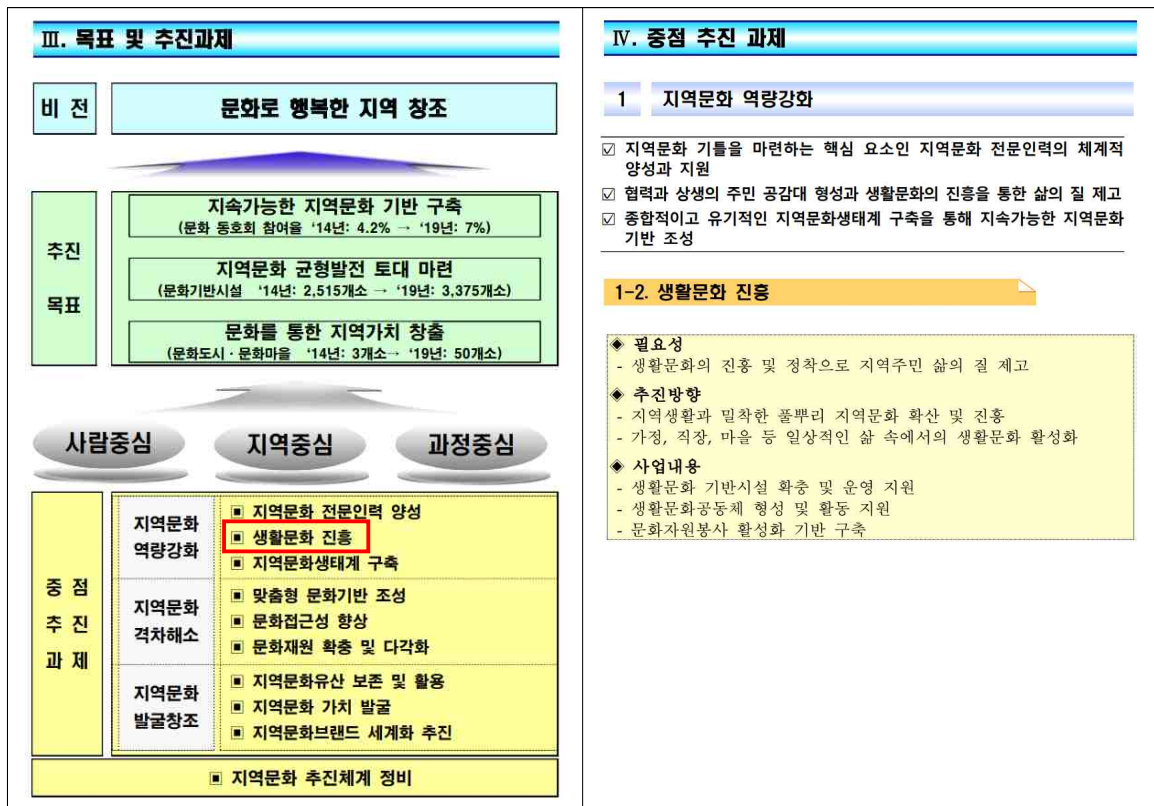 Ⅲ. 목표 및 추진과제
비 전
문화로 행복한 지역 창조
추진
목표
지속가능한 지역문화 기반 구축
(문화 동호회 참여율 ‘14년: 4.2% → ‘19년: 7%)
지역문화 균형발전 토대 마련
(문화기반시설 ‘14년: 2,515개소 → ‘19년: 3,375개소)
문화를 통한 지역가치 창출
(문화도시·문화마을 ‘14년: 3개소→ ‘19년: 50개소)
사람중심
지역중심
과정중심
중 점
추 진
과 제
지역문화
역량강화
▣ 지역문화 전문인력 양성
▣ 생활문화 진흥
▣ 지역문화생태계 구축
지역문화
격차해소
▣ 맞춤형 문화기반 조성
▣ 문화접근성 향상
▣ 문화재원 확충 및 다각화
지역문화
발굴창조
▣ 지역문화유산 보존 및 활용
▣ 지역문화 가치 발굴
▣ 지역문화브랜드 세계화 추진
▣ 지역문화 추진체계 정비
Ⅳ. 중점 추진 과제
1 지역문화 역량강화
☑ 지역문화 기틀을 마련하는 핵심 요소인 지역문화 전문인력의 체계적
양성과 지원
☑ 협력과 상생의 주민 공감대 형성과 생활문화의 진흥을 통한 삶의 질 제고
☑ 종합적이고 유기적인 지역문화생태계 구축을 통해 지속가능한 지역문화
기반 조성
1-2. 생활문화 진흥
◈ 필요성
- 생활문화의 진흥 및 정착으로 지역주민 삶의 질 제고
◈ 추진방향
- 지역생활과 밀착한 풀뿌리 지역문화 확산 및 진흥
- 가정, 직장, 마을 등 일상적인 삶 속에서의 생활문화 활성화
◈ 사업내용
- 생활문화 기반시설 확충 및 운영 지원
- 생활문화공동체 형성 및 활동 지원
- 문화자원봉사 활성화 기반 구축